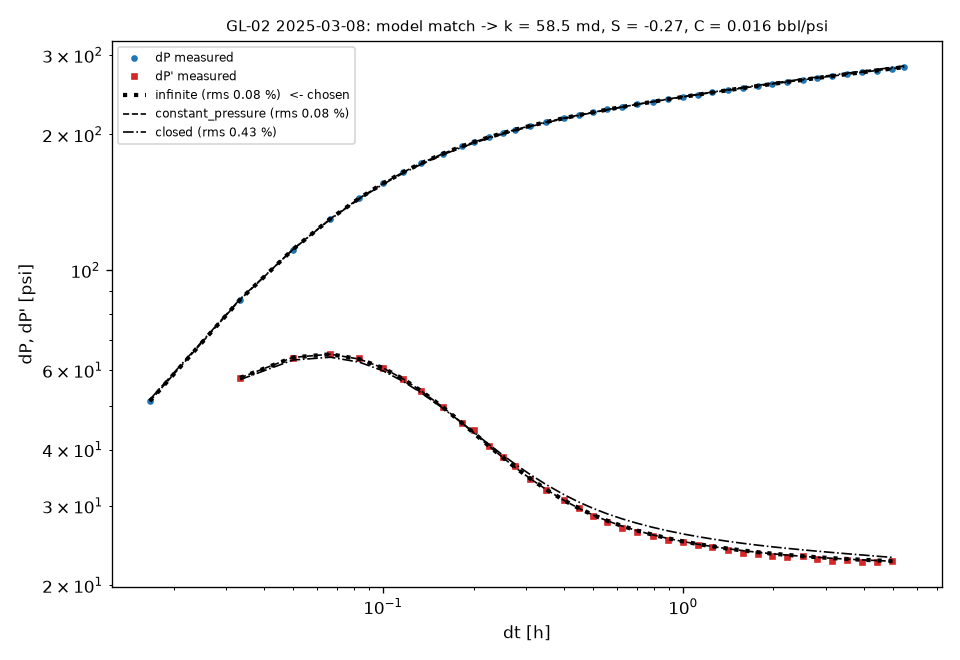 GL-02 2025-03-08: model match -> k = 58.5 md, S = -0.27, C = 0.016 bbl/psi
dP measured
dP' measured
infinite (rms 0.08 %) <- chosen
constant_pressure (rms 0.08 %)
closed (rms 0.43 %)
dP, dP' [psi]
3 × 10²
2 × 10²
10²
6 × 10¹
4 × 10¹
3 × 10¹
2 × 10¹
10⁻¹
10⁰
dt [h]